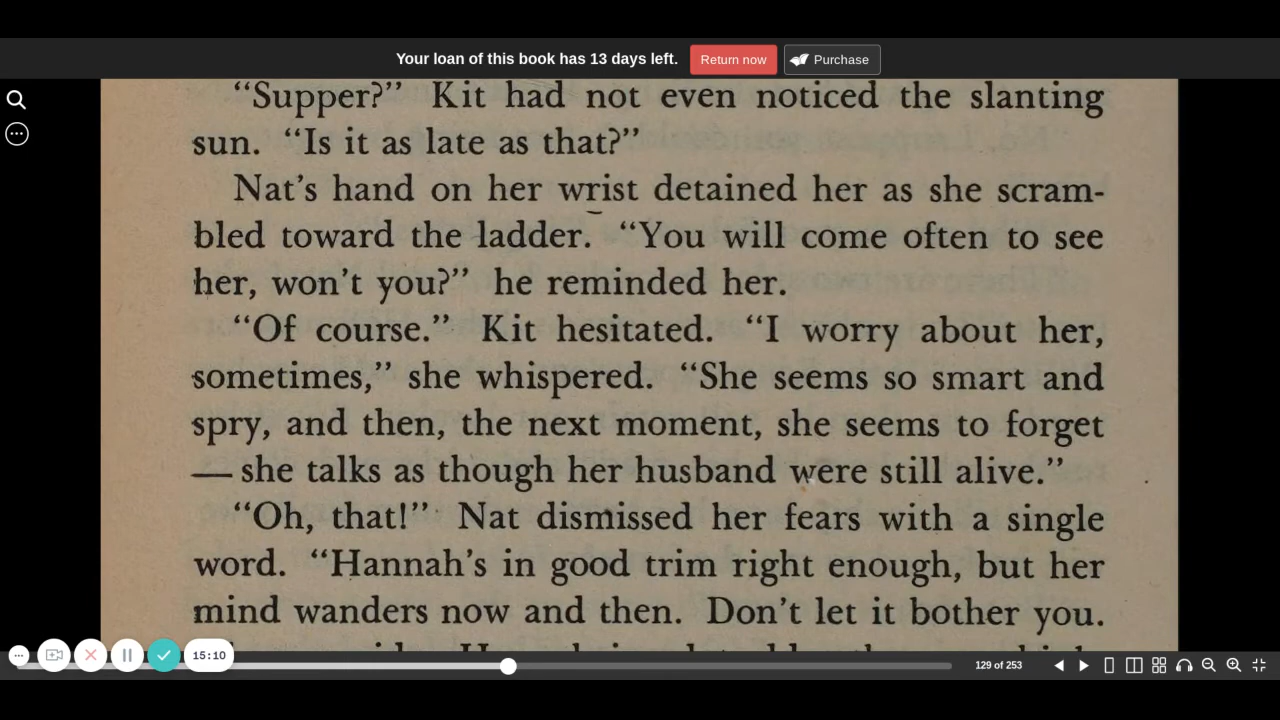 Your loan of this book has 13 days left. Return now Purchase
“Supper?” Kit had not even noticed the slanting
sun. “Is it as late as that?”
Nat’s hand on her wrist detained her as she scram-
bled toward the ladder. “You will come often to see
her, won’t you?” he reminded her.
“Of course.” Kit hesitated. “I worry about her,
sometimes,” she whispered. “She seems so smart and
spry, and then, the next moment, she seems to forget
— she talks as though her husband were still alive.”
“Oh, that!” Nat dismissed her fears with a single
word. “Hannah’s in good trim right enough, but her
mind wanders now and then. Don’t let it bother you.
15:10
129 of 253